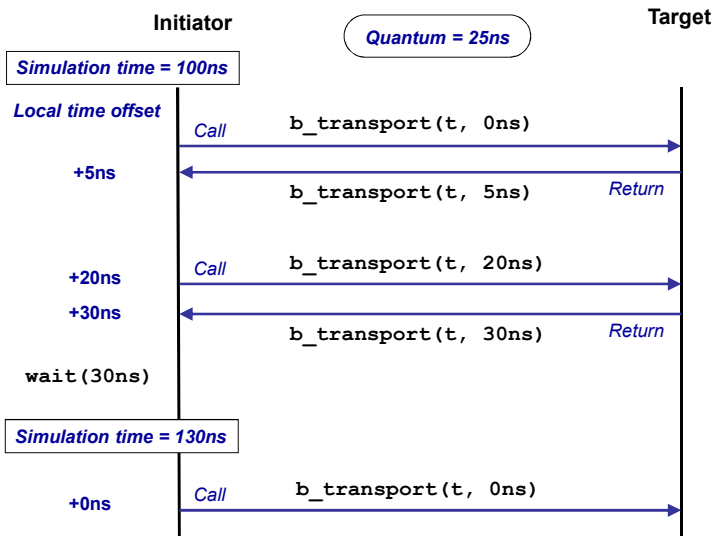 Initiator
Quantum = 25ns
Target
Simulation time = 100ns
Local time offset
Call
b_transport(t, 0ns)
+5ns
b_transport(t, 5ns)
Return
+20ns
Call
b_transport(t, 20ns)
+30ns
b_transport(t, 30ns)
Return
wait(30ns)
Simulation time = 130ns
+0ns
Call
b_transport(t, 0ns)